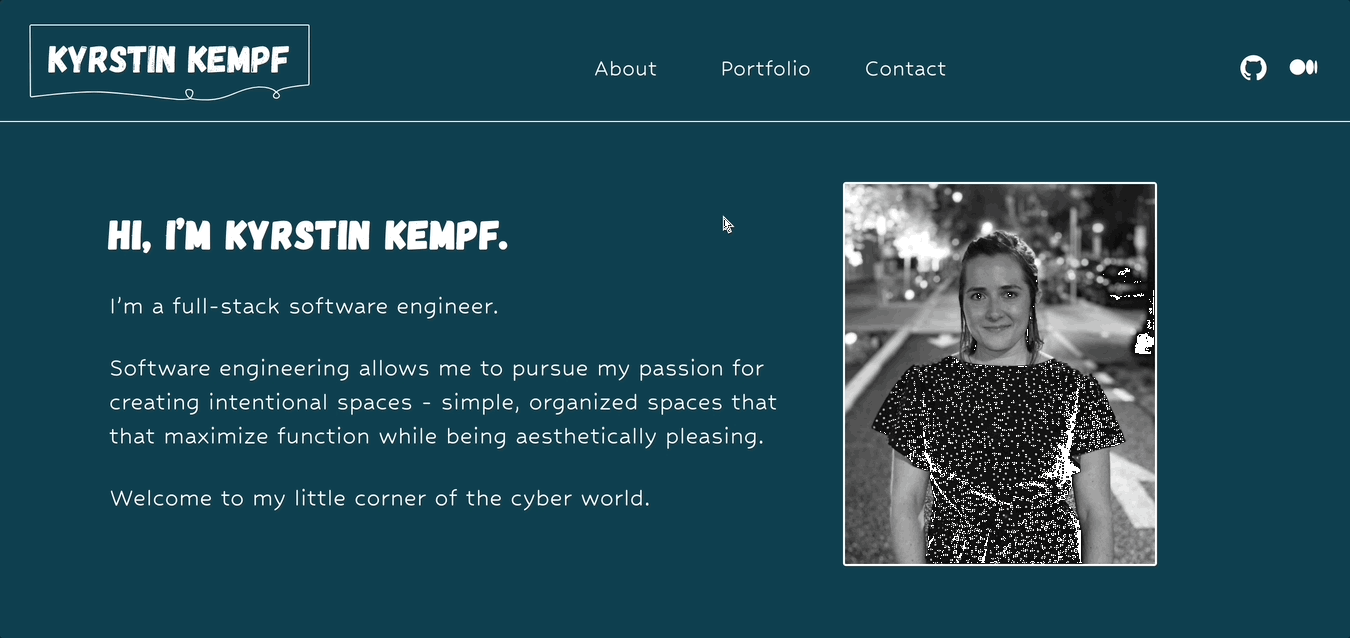 KYRSTIN KEMPF
About Portfolio Contact
HI, I'M KYRSTIN KEMPF.
I'm a full-stack software engineer.
Software engineering allows me to pursue my passion for
creating intentional spaces - simple, organized spaces that
that maximize function while being aesthetically pleasing.
Welcome to my little corner of the cyber world.